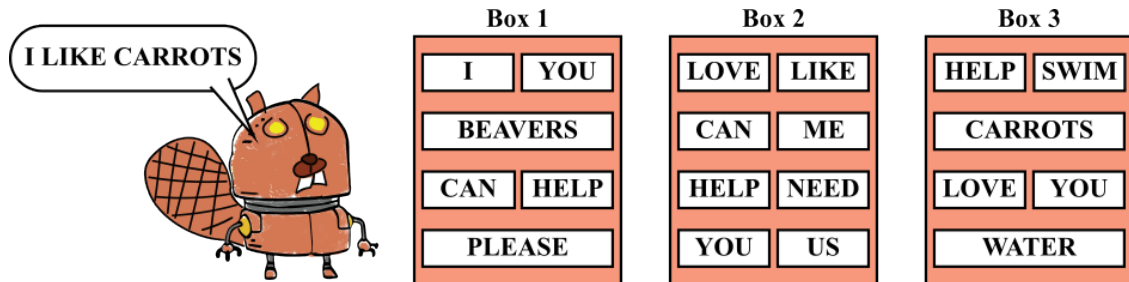 Box 1 Box 2 Box 3
I LIKE CARROTS
I YOU
BEAVERS
CAN HELP
PLEASE
LOVE LIKE
CAN ME
HELP NEED
YOU US
HELP SWIM
CARROTS
LOVE YOU
WATER